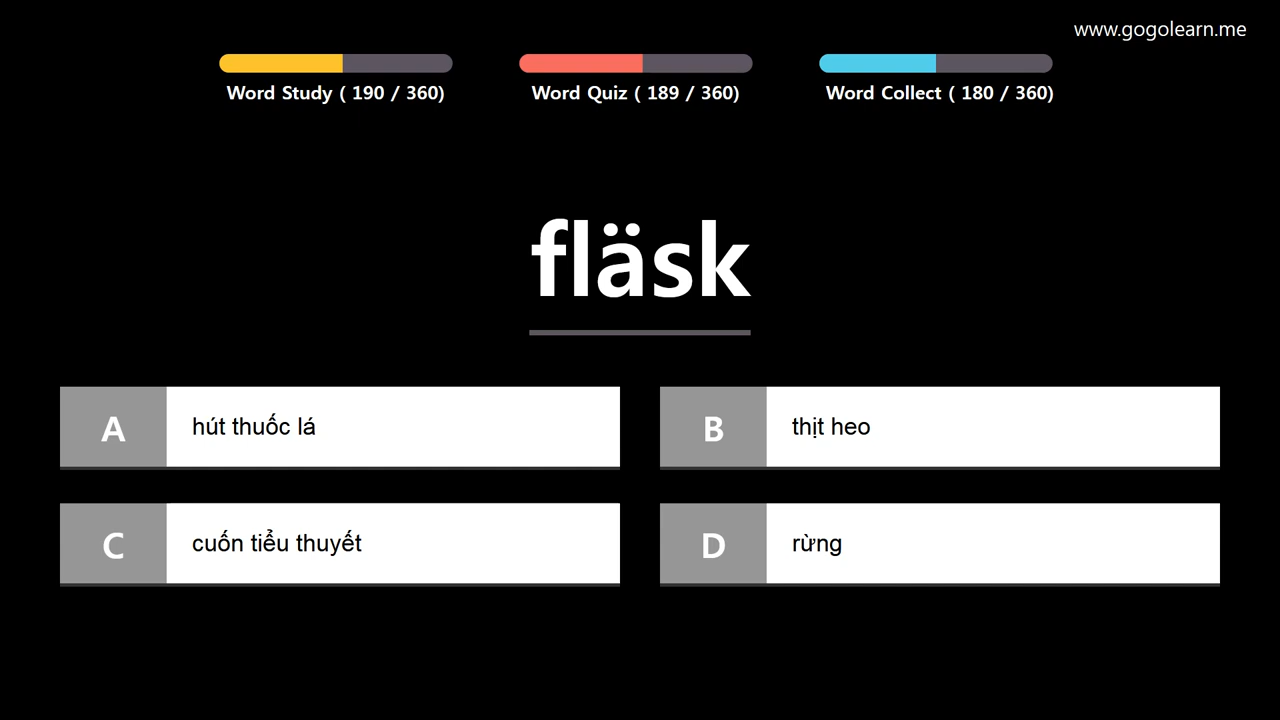 www.gogolearn.me
Word Study ( 190 / 360)
Word Quiz ( 189 / 360)
Word Collect ( 180 / 360)
fläsk
A hút thuốc lá
B thịt heo
C cuốn tiểu thuyết
D rừng